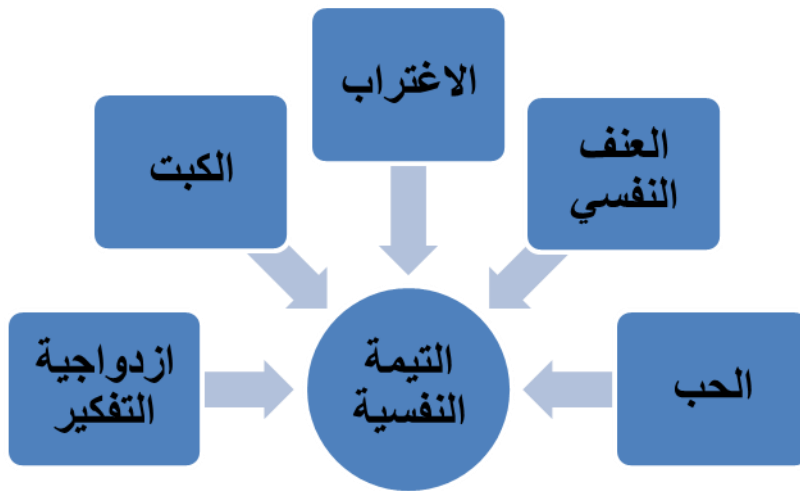 الاغتراب
العنف
النفسي
الكبت
الحب
التيمة
النفسية
ازدواجية
التفكير